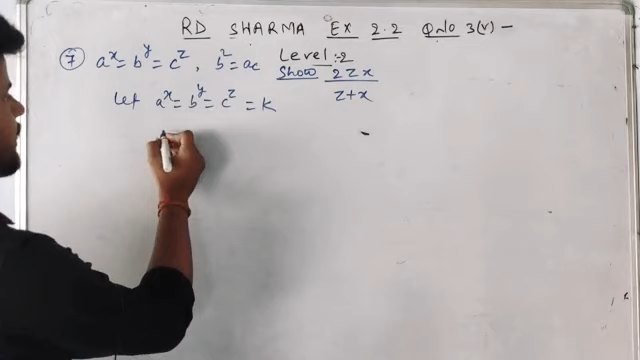 RD SHARMA EX 2.2 Q.No 3(v) -
⑦ a^x = b^y = c^z , b^2 = ac Level :-2
Show 2zx / z+x
Let a^x = b^y = c^z = K